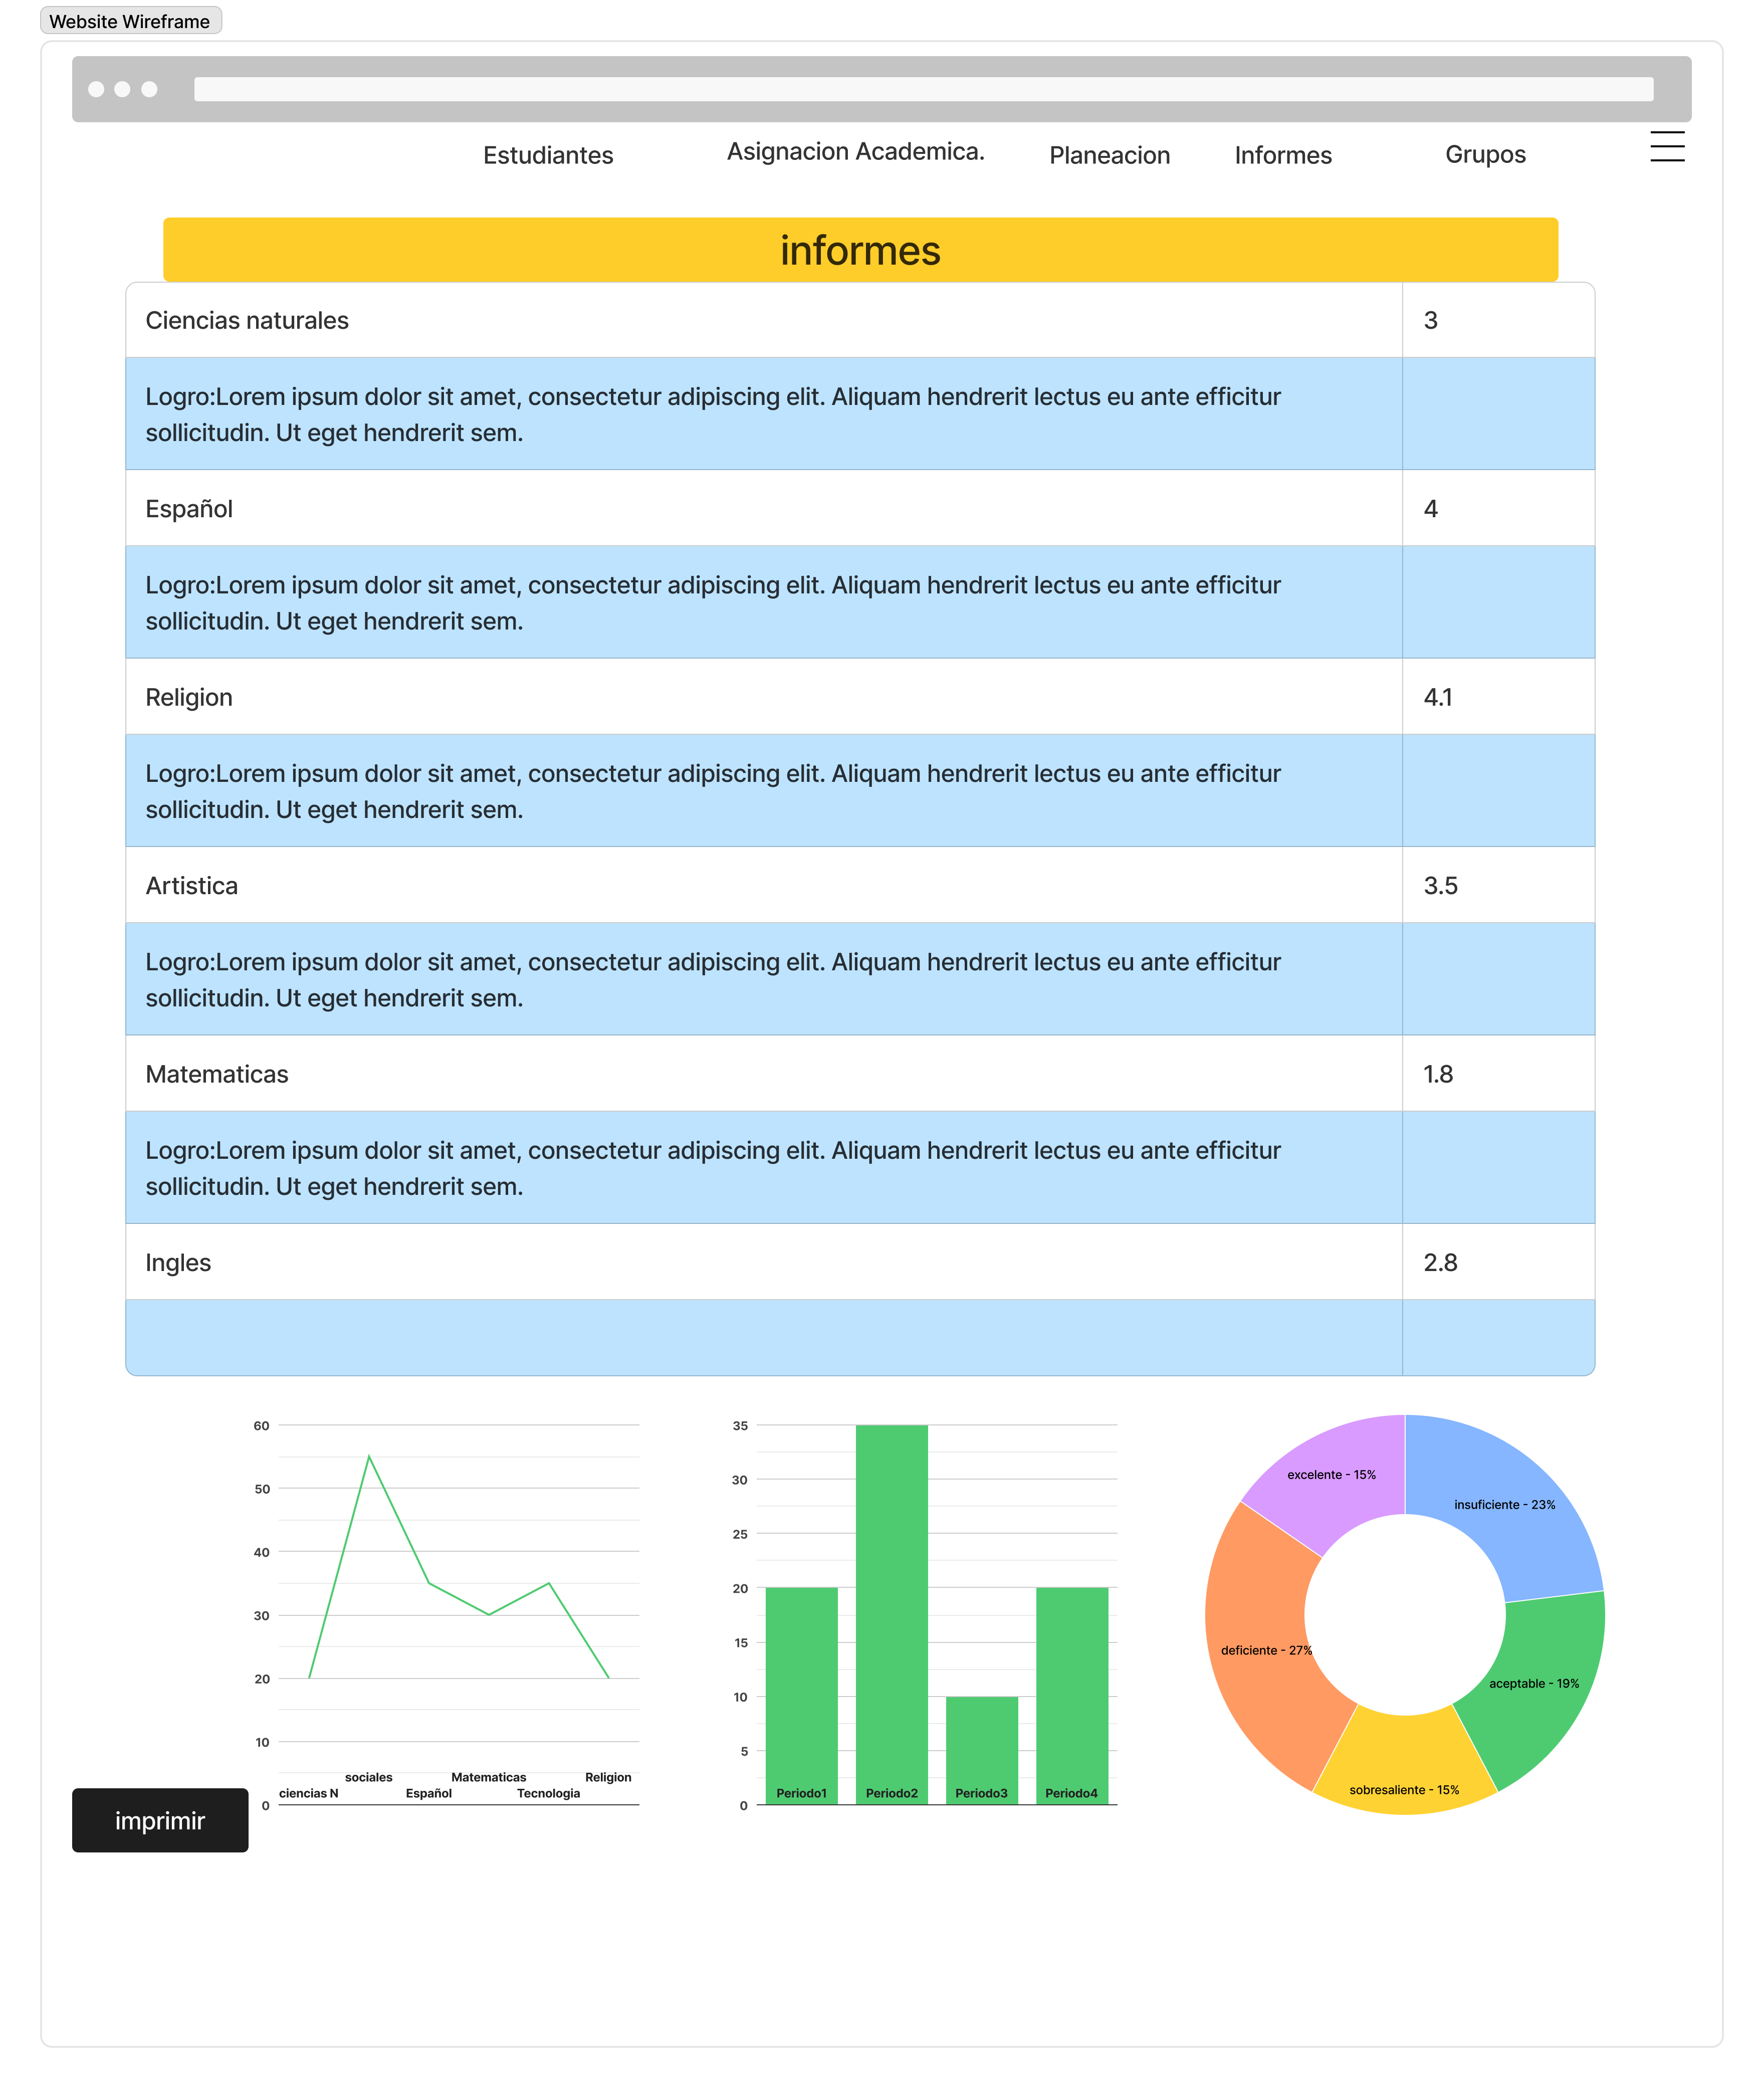 Website Wireframe
Estudiantes
Asignacion Academica.
Planeacion
Informes
Grupos
informes
Ciencias naturales
3
Logro:Lorem ipsum dolor sit amet, consectetur adipiscing elit. Aliquam hendrerit lectus eu ante efficitur
sollicitudin. Ut eget hendrerit sem.
Español
4
Logro:Lorem ipsum dolor sit amet, consectetur adipiscing elit. Aliquam hendrerit lectus eu ante efficitur
sollicitudin. Ut eget hendrerit sem.
Religion
4.1
Logro:Lorem ipsum dolor sit amet, consectetur adipiscing elit. Aliquam hendrerit lectus eu ante efficitur
sollicitudin. Ut eget hendrerit sem.
Artistica
3.5
Logro:Lorem ipsum dolor sit amet, consectetur adipiscing elit. Aliquam hendrerit lectus eu ante efficitur
sollicitudin. Ut eget hendrerit sem.
Matematicas
1.8
Logro:Lorem ipsum dolor sit amet, consectetur adipiscing elit. Aliquam hendrerit lectus eu ante efficitur
sollicitudin. Ut eget hendrerit sem.
Ingles
2.8
60
50
40
30
20
10
0
ciencias N
sociales
Español
Matematicas
Tecnologia
Religion
35
30
25
20
15
10
5
0
Periodo1
Periodo2
Periodo3
Periodo4
excelente - 15%
insuficiente - 23%
deficiente - 27%
aceptable - 19%
sobresaliente - 15%
imprimir